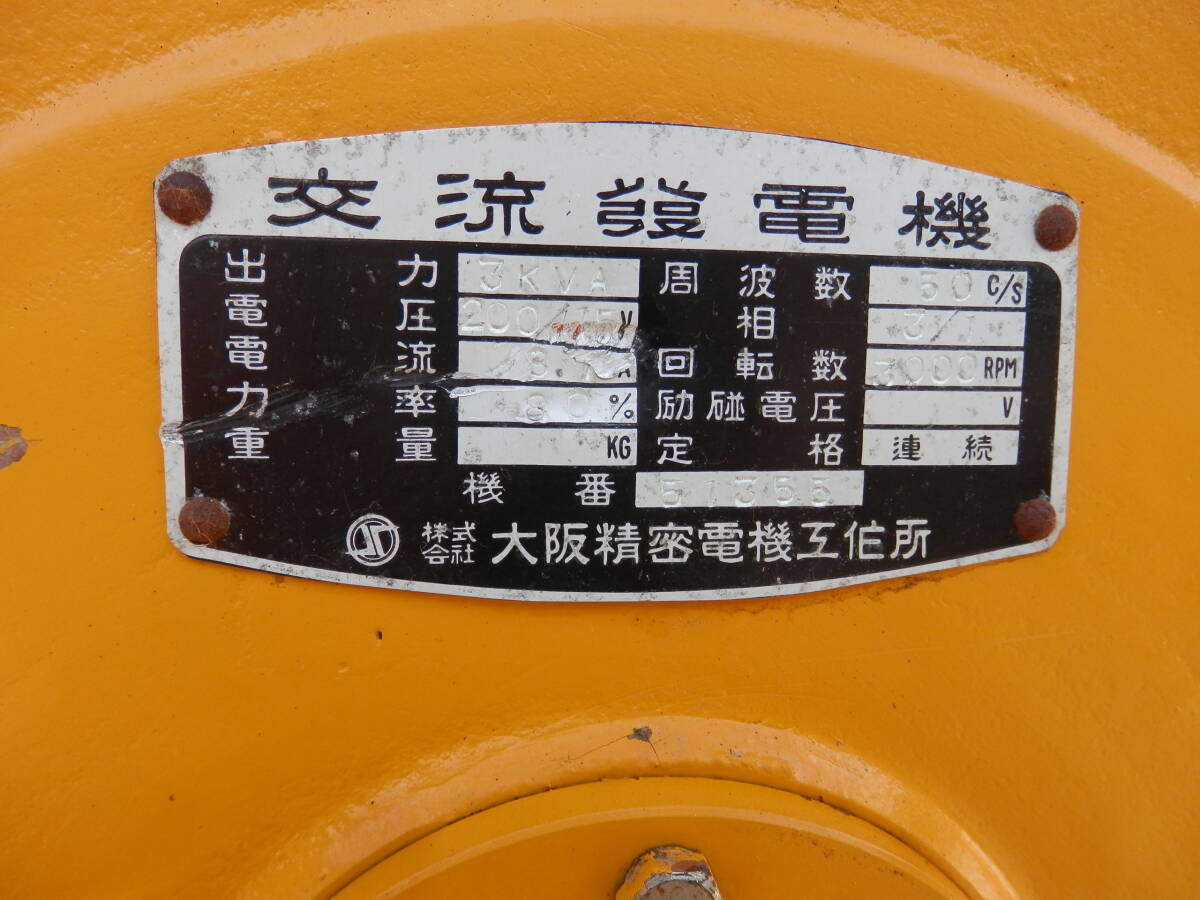 交流發電機
出力 3KVA 周波数 50 C/S
電圧 200 V 相 3
電流 A 回転数 3000 RPM
力率 80 % 励磁電圧 V
重量 KG 定格 連続
機番 51355
株式会社 大阪精密電機工作所